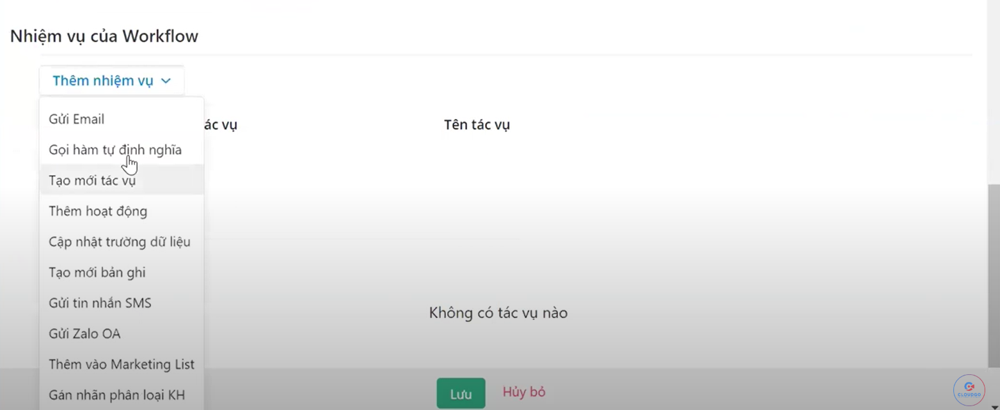 Nhiệm vụ của Workflow
Thêm nhiệm vụ
Gửi Email
ác vụ
Tên tác vụ
Gọi hàm tự định nghĩa
Tạo mới tác vụ
Thêm hoạt động
Cập nhật trường dữ liệu
Tạo mới bản ghi
Gửi tin nhắn SMS
Không có tác vụ nào
Gửi Zalo OA
Thêm vào Marketing List
Gán nhãn phân loại KH
Lưu
Hủy bỏ
CLOUDGO